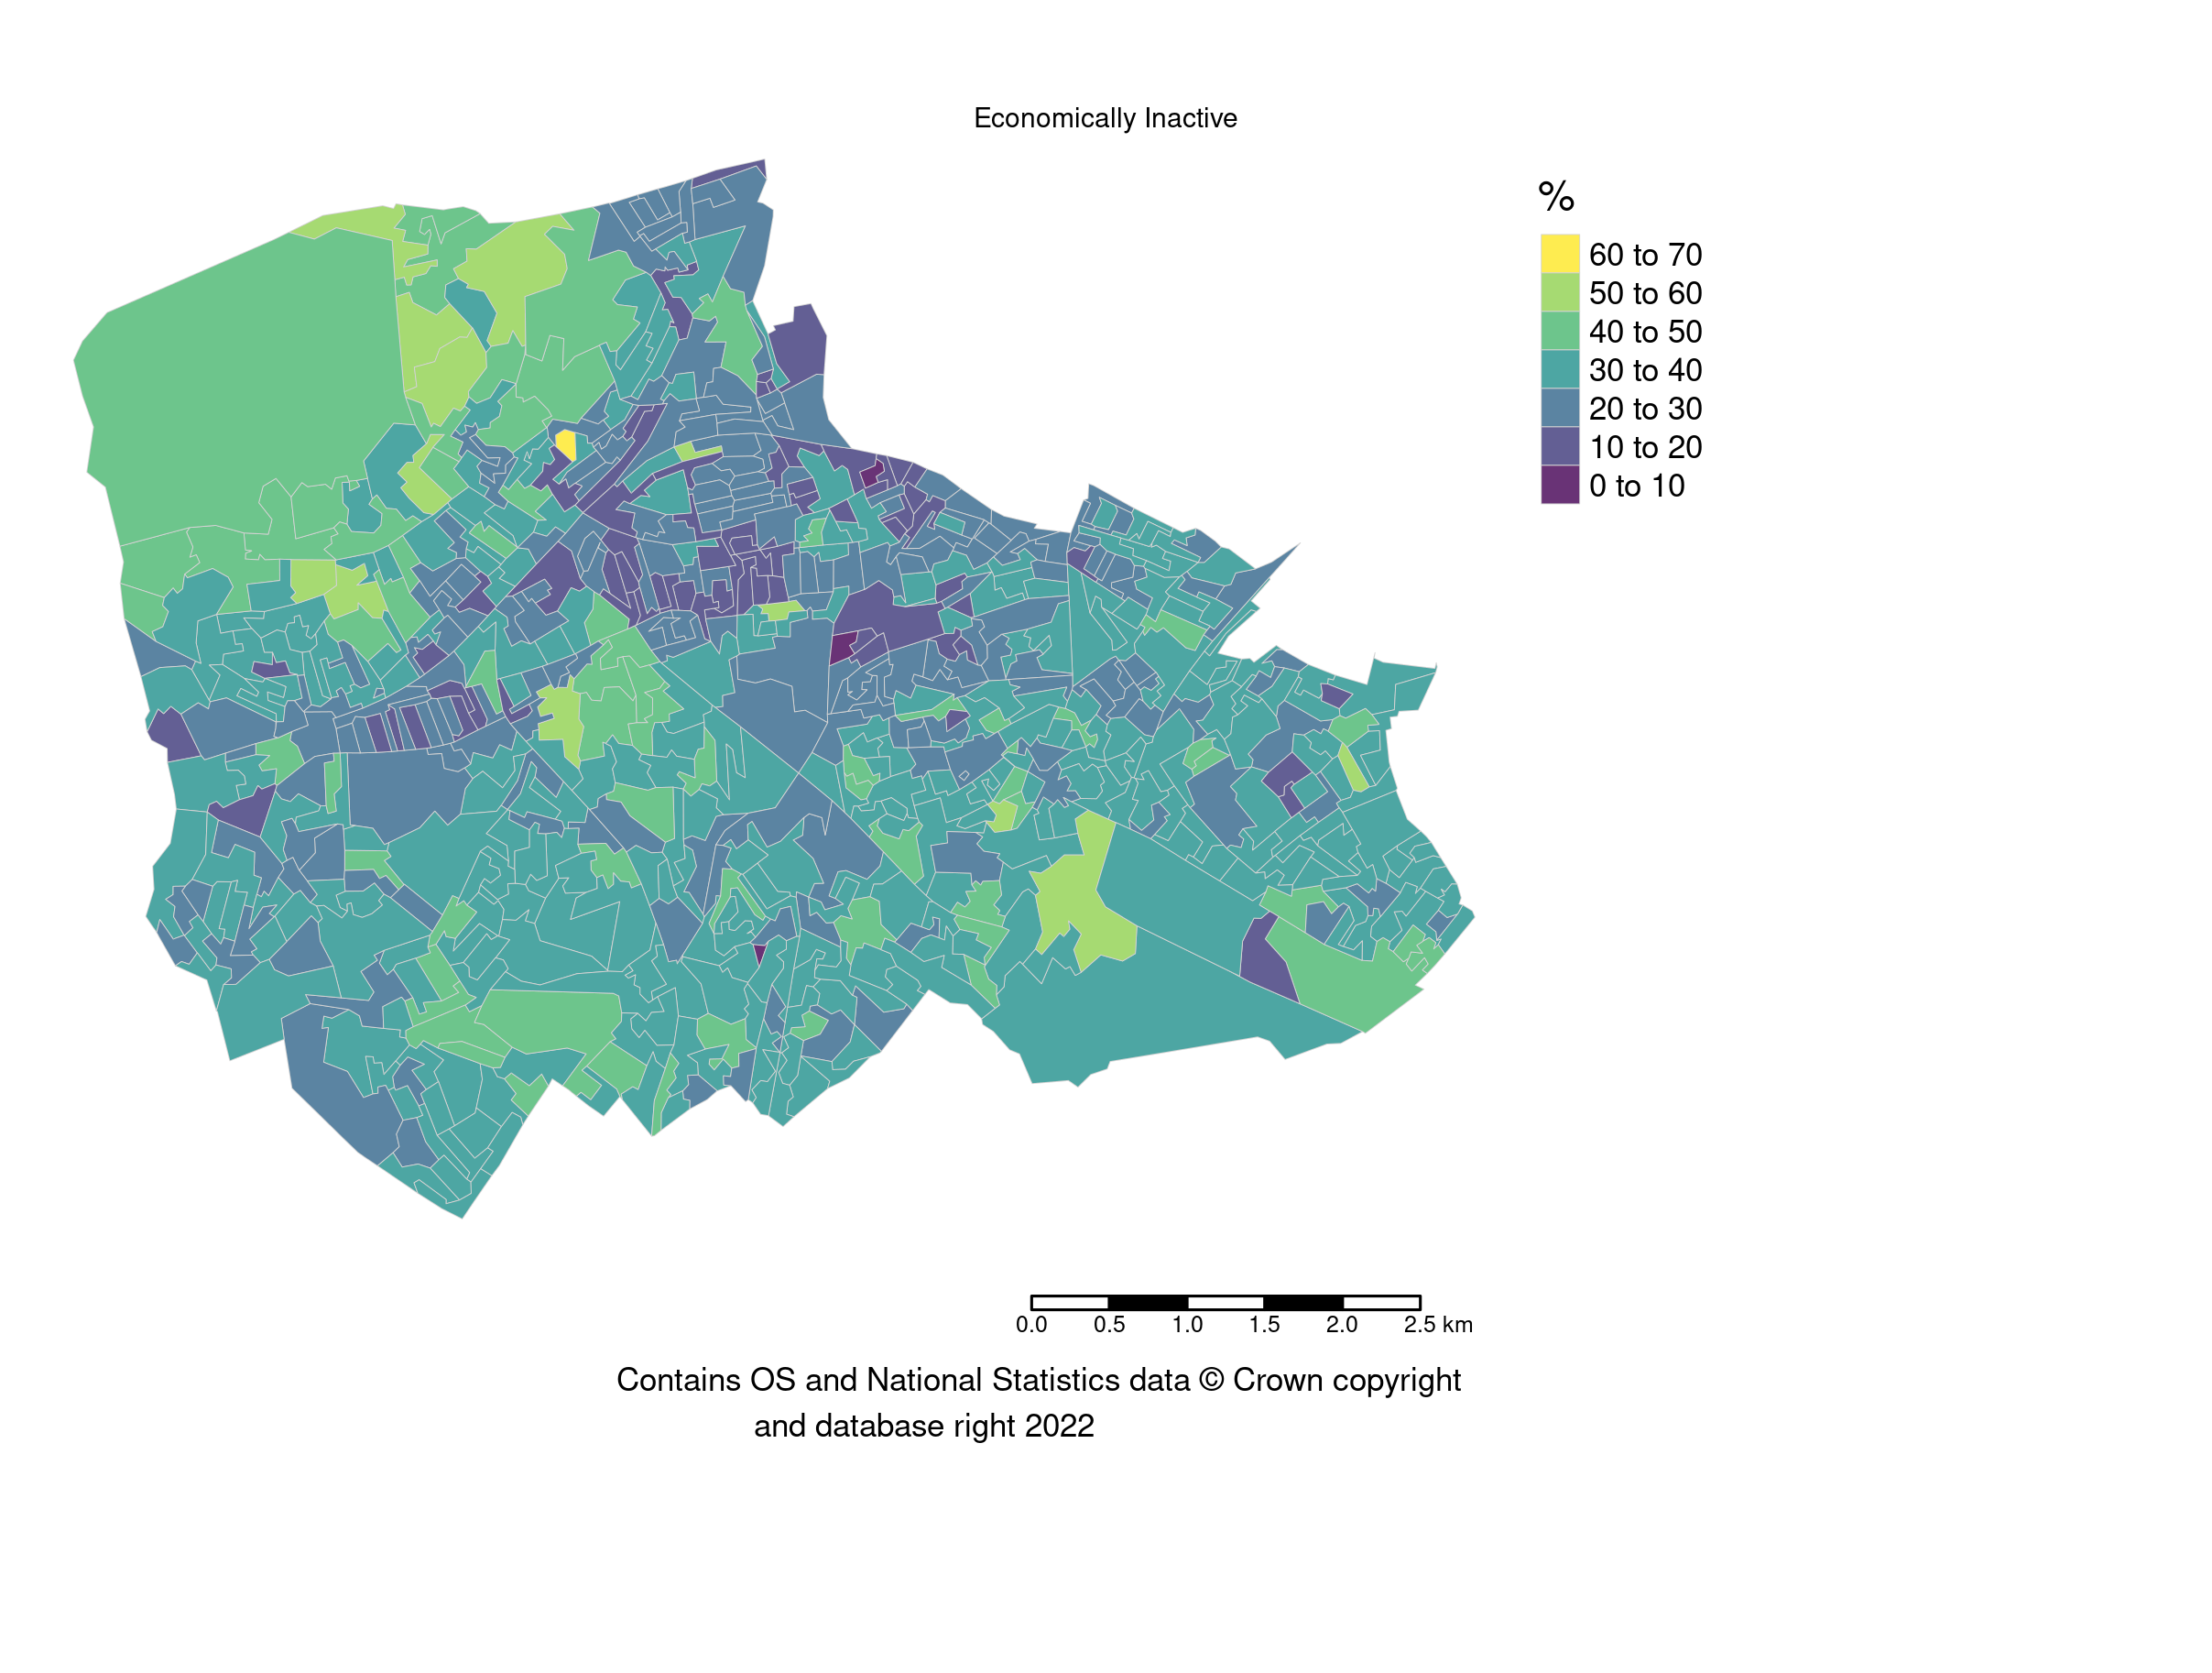 Economically Inactive
%
60 to 70
50 to 60
40 to 50
30 to 40
20 to 30
10 to 20
0 to 10
0.0 0.5 1.0 1.5 2.0 2.5 km
Contains OS and National Statistics data © Crown copyright
and database right 2022